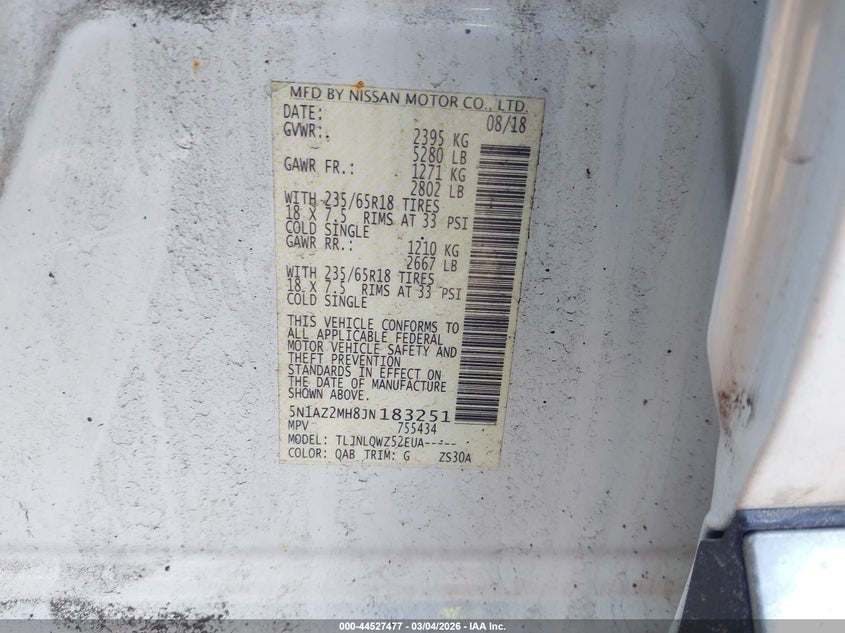 MFD BY NISSAN MOTOR CO., LTD.
DATE: 08/18
GVWR: 2395 KG
5280 LB
GAWR FR.: 1271 KG
2802 LB
WITH 235/65R18 TIRES
18 X 7.5 RIMS AT 33 PSI
COLD SINGLE
GAWR RR.: 1210 KG
2667 LB
WITH 235/65R18 TIRES
18 X 7.5 RIMS AT 33 PSI
COLD SINGLE
THIS VEHICLE CONFORMS TO
ALL APPLICABLE FEDERAL
MOTOR VEHICLE SAFETY AND
THEFT PREVENTION
STANDARDS IN EFFECT ON
THE DATE OF MANUFACTURE
SHOWN ABOVE.
5N1AZ2MH8JN183251
MPV 755434
MODEL: TLJNLQWZ52EUA-----
COLOR: QAB TRIM: G ZS30A
000-44527477 - 03/04/2026 - IAA Inc.